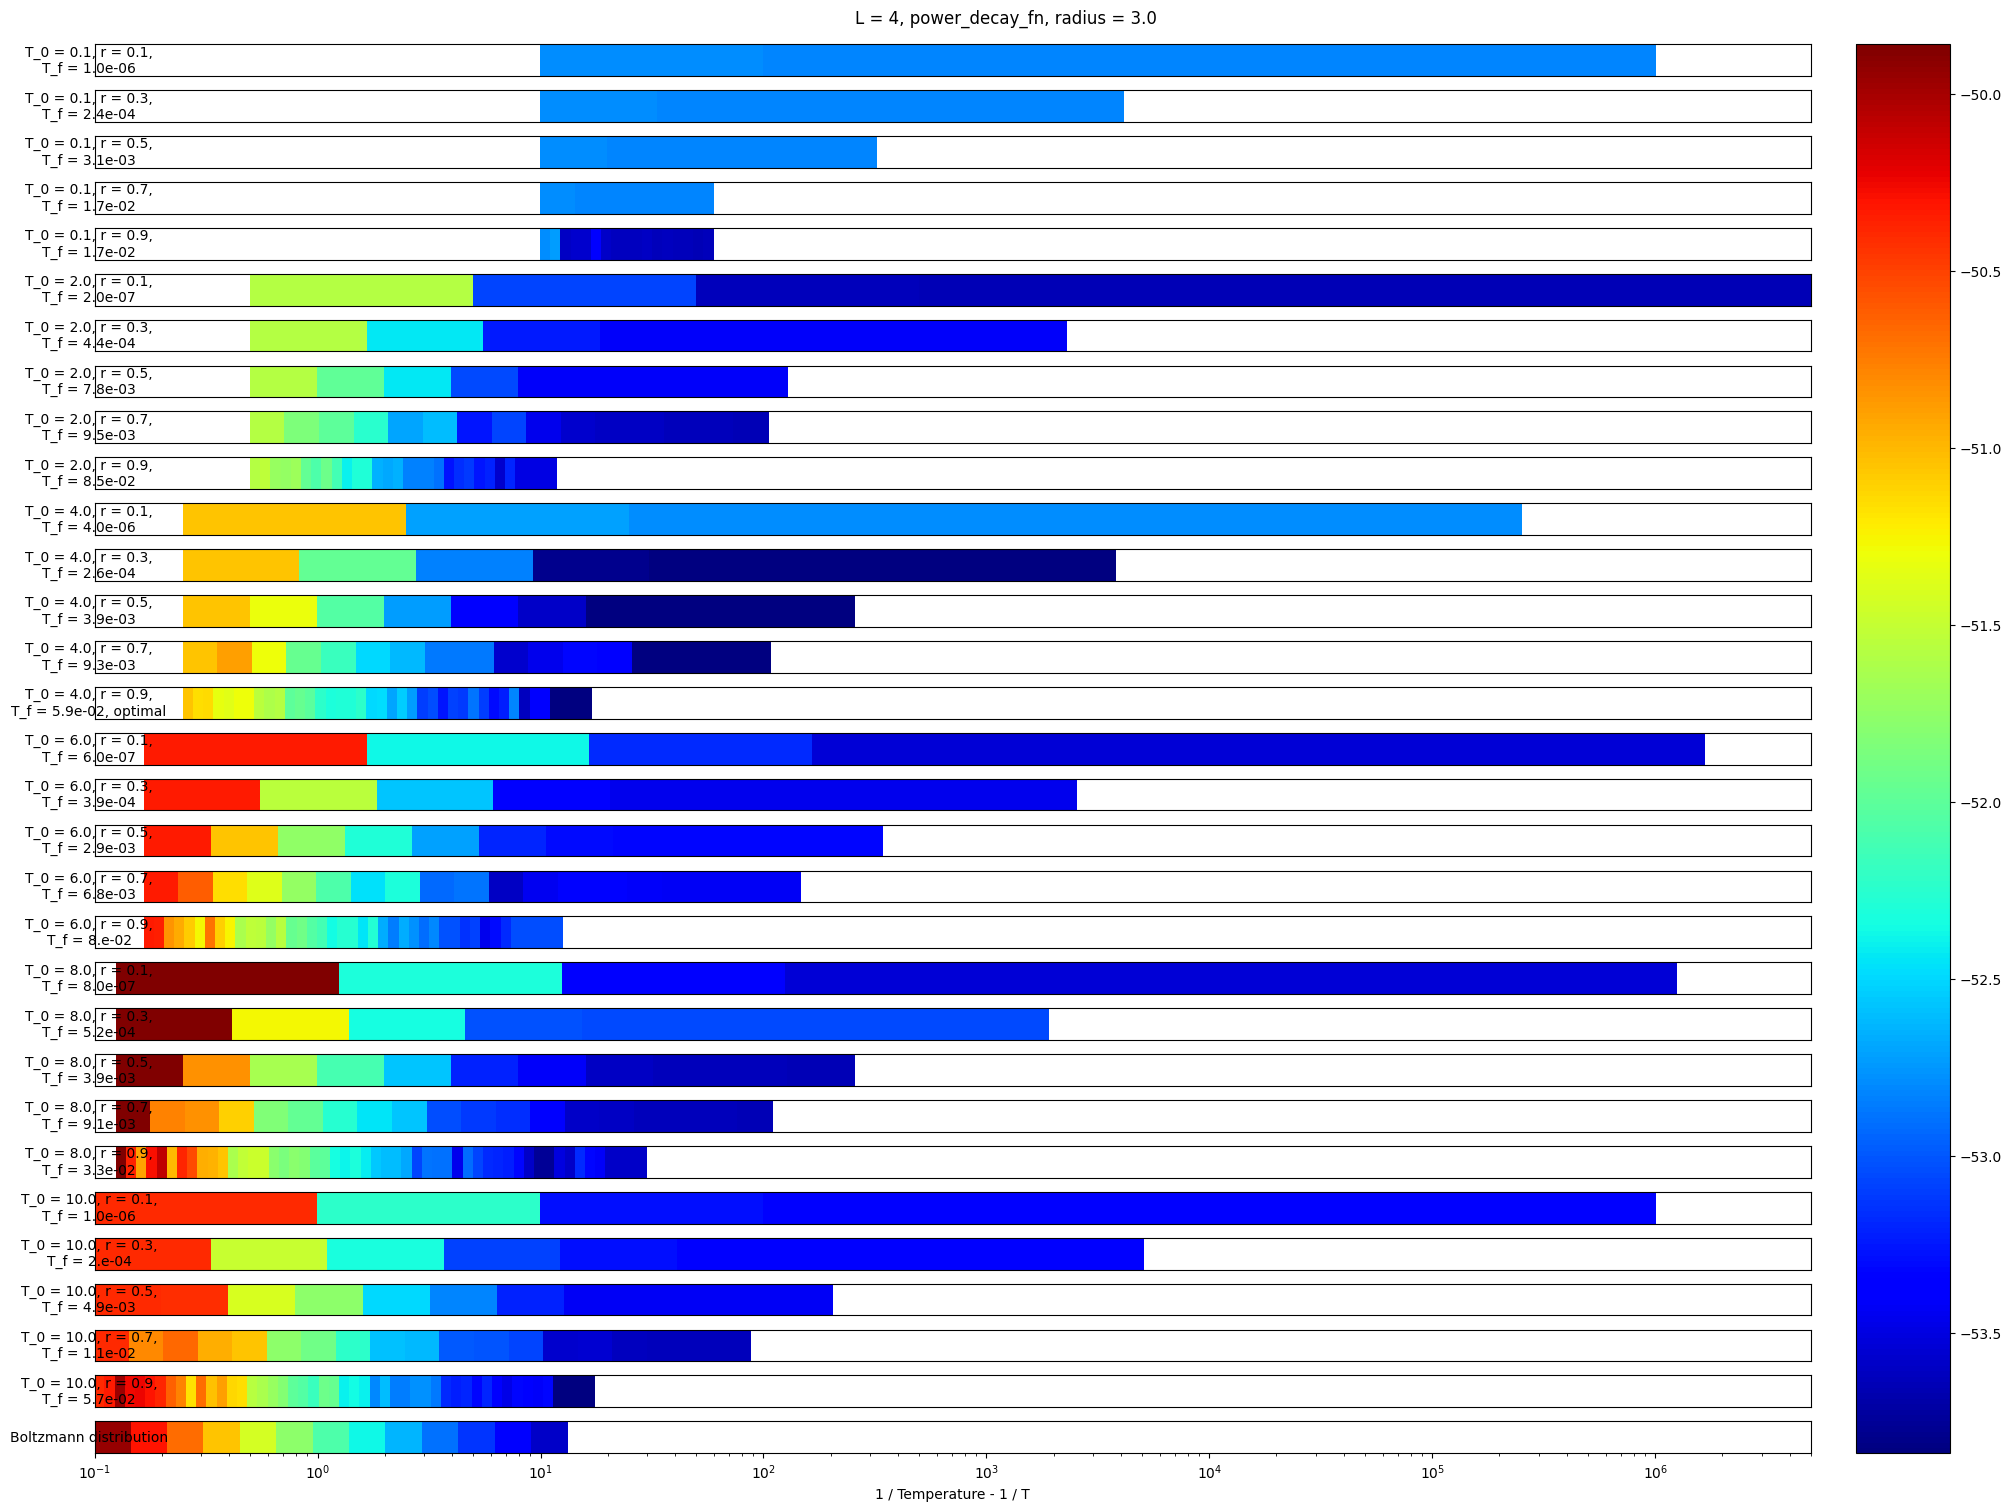 L = 4, power_decay_fn, radius = 3.0
T_0 = 0.1, r = 0.1,
T_f = 1.0e-06
T_0 = 0.1, r = 0.3,
T_f = 2.4e-04
T_0 = 0.1, r = 0.5,
T_f = 3.1e-03
T_0 = 0.1, r = 0.7,
T_f = 1.7e-02
T_0 = 0.1, r = 0.9,
T_f = 1.7e-02
T_0 = 2.0, r = 0.1,
T_f = 2.0e-07
T_0 = 2.0, r = 0.3,
T_f = 4.4e-04
T_0 = 2.0, r = 0.5,
T_f = 7.8e-03
T_0 = 2.0, r = 0.7,
T_f = 9.5e-03
T_0 = 2.0, r = 0.9,
T_f = 8.5e-02
T_0 = 4.0, r = 0.1,
T_f = 4.0e-06
T_0 = 4.0, r = 0.3,
T_f = 2.6e-04
T_0 = 4.0, r = 0.5,
T_f = 3.9e-03
T_0 = 4.0, r = 0.7,
T_f = 9.3e-03
T_0 = 4.0, r = 0.9,
T_f = 5.9e-02, optimal
T_0 = 6.0, r = 0.1,
T_f = 6.0e-07
T_0 = 6.0, r = 0.3,
T_f = 3.9e-04
T_0 = 6.0, r = 0.5,
T_f = 2.9e-03
T_0 = 6.0, r = 0.7,
T_f = 6.8e-03
T_0 = 6.0, r = 0.9,
T_f = 8.e-02
T_0 = 8.0, r = 0.1,
T_f = 8.0e-07
T_0 = 8.0, r = 0.3,
T_f = 5.2e-04
T_0 = 8.0, r = 0.5,
T_f = 3.9e-03
T_0 = 8.0, r = 0.7,
T_f = 9.1e-03
T_0 = 8.0, r = 0.9,
T_f = 3.3e-02
T_0 = 10.0, r = 0.1,
T_f = 1.0e-06
T_0 = 10.0, r = 0.3,
T_f = 2.e-04
T_0 = 10.0, r = 0.5,
T_f = 4.9e-03
T_0 = 10.0, r = 0.7,
T_f = 1.1e-02
T_0 = 10.0, r = 0.9,
T_f = 5.7e-02
Boltzmann distribution
10⁻¹ 10⁰ 10¹ 10² 10³ 10⁴ 10⁵ 10⁶
1 / Temperature - 1 / T
−50.0
−50.5
−51.0
−51.5
−52.0
−52.5
−53.0
−53.5